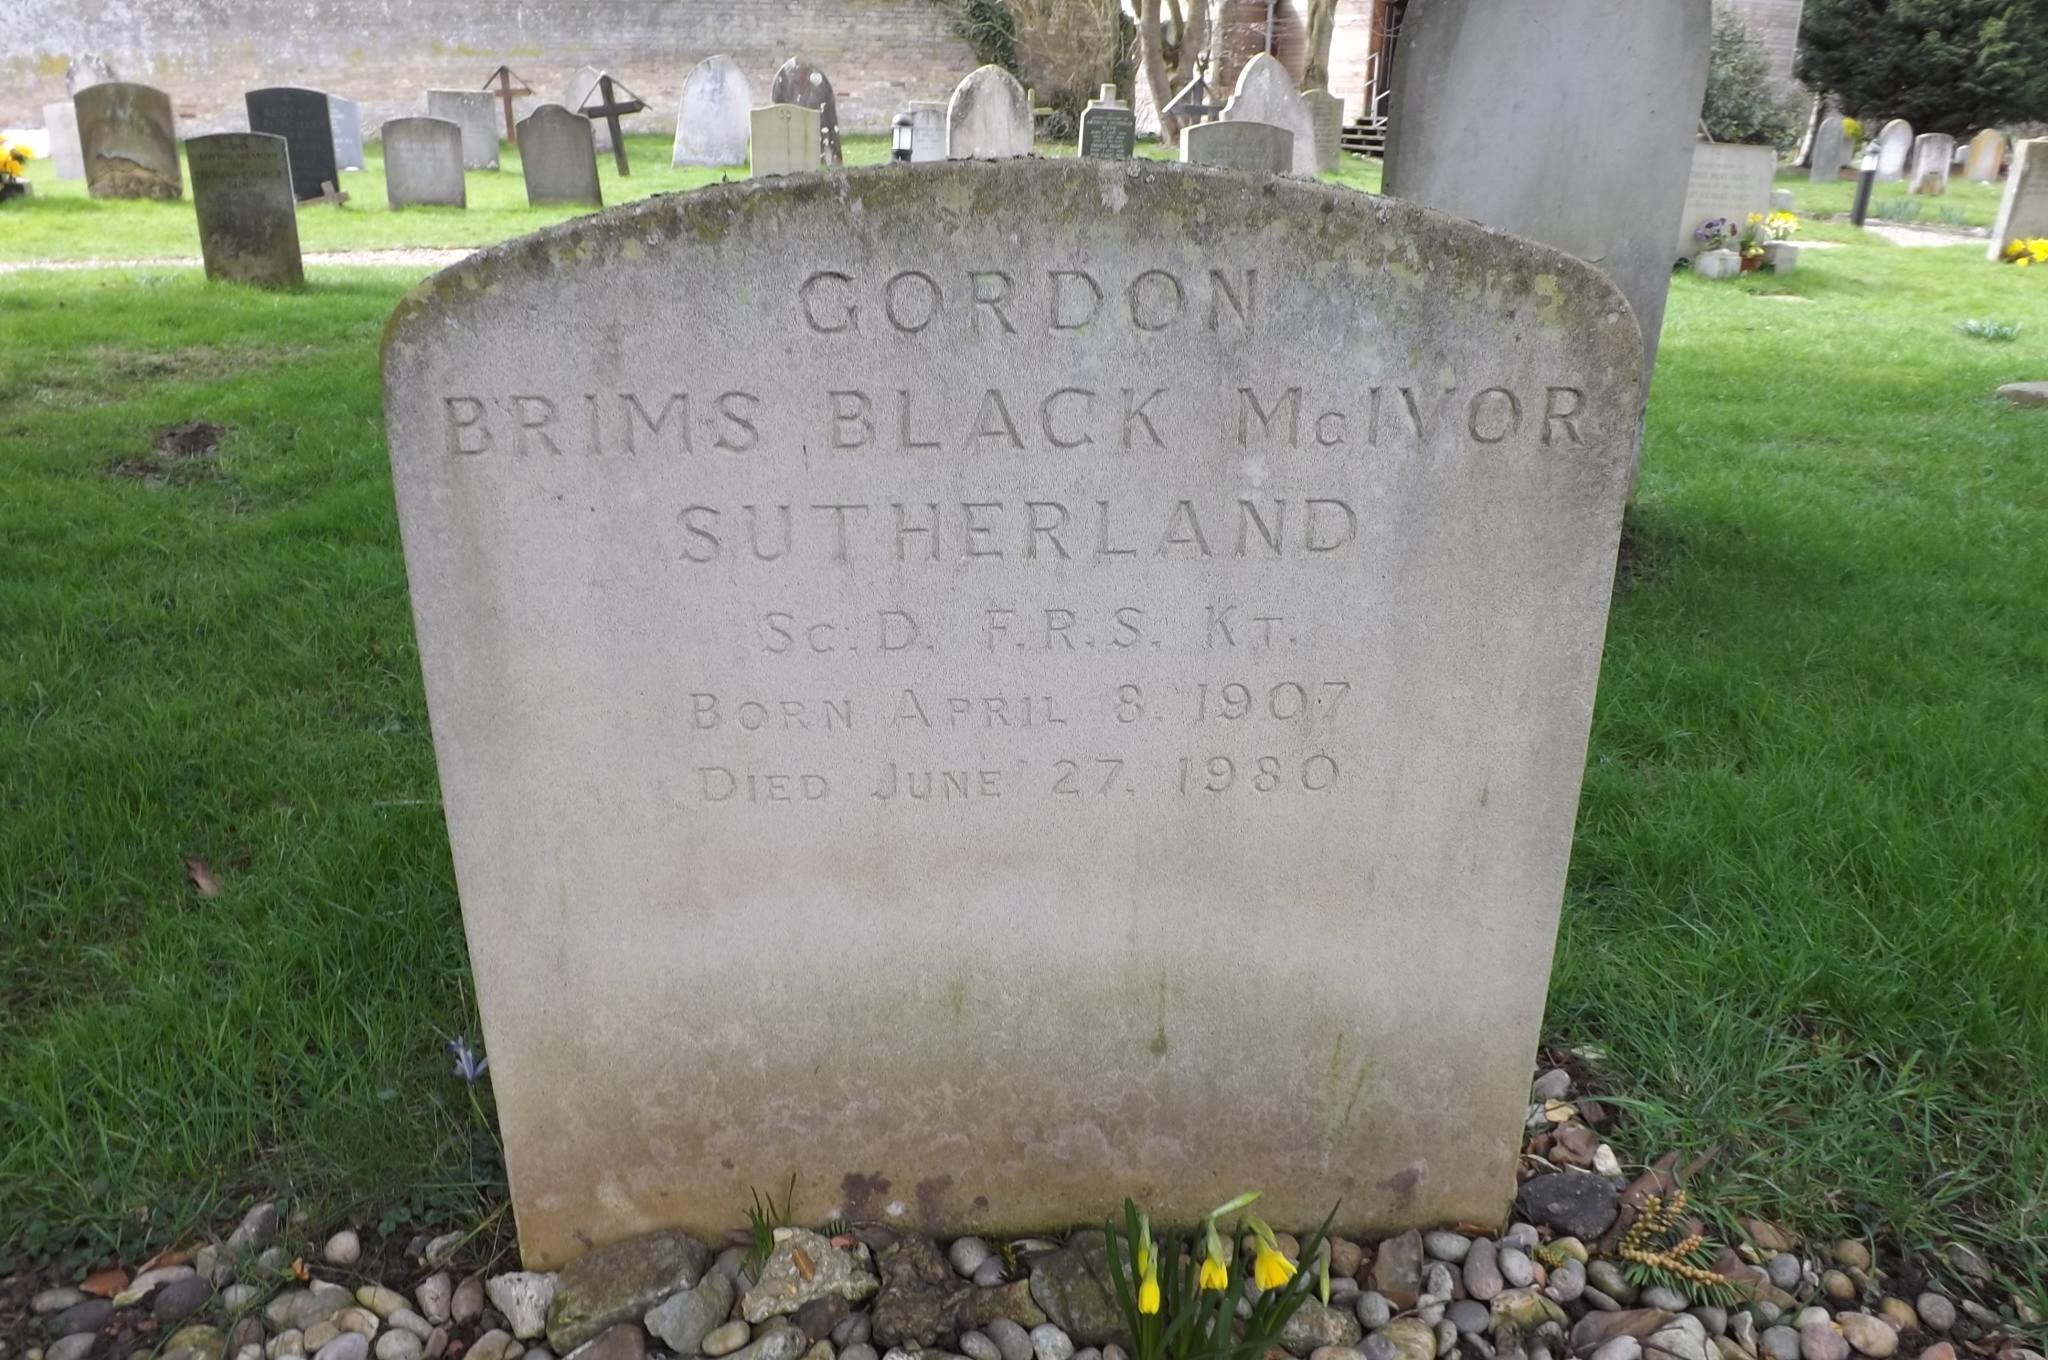 GORDON
BRIMS BLACK McIVOR
SUTHERLAND
Sc.D. F.R.S. KT.
BORN APRIL 8. 1907
DIED JUNE 27. 1980